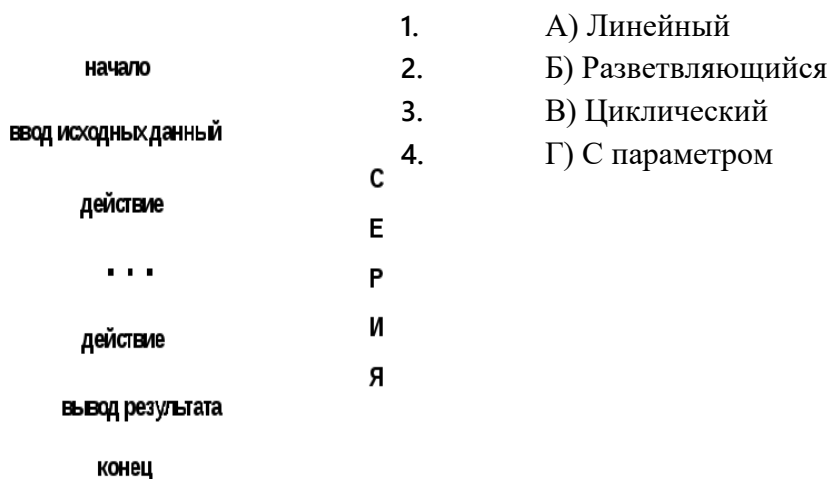 1. А) Линейный
2. Б) Разветвляющийся
3. В) Циклический
4. Г) С параметром
начало
ввод исходных данный
действие
...
действие
вывод результата
конец
С
Е
Р
И
Я